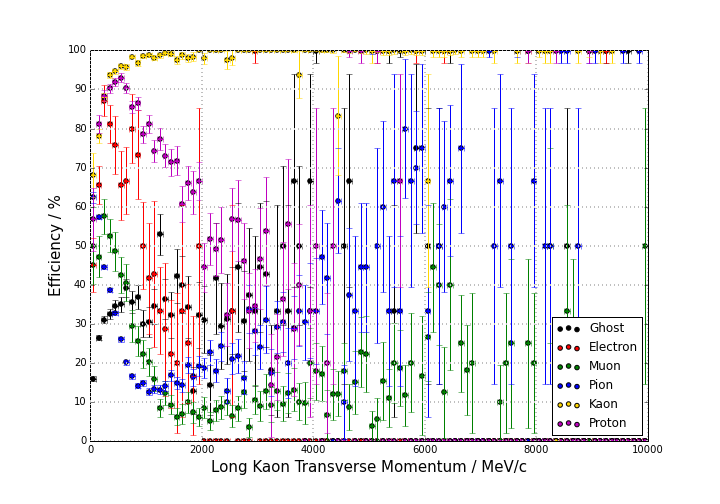 100
90
80
70
60
50
40
30
20
10
0
Efficiency / %
0 2000 4000 6000 8000 10000
Long Kaon Transverse Momentum / MeV/c
Ghost
Electron
Muon
Pion
Kaon
Proton